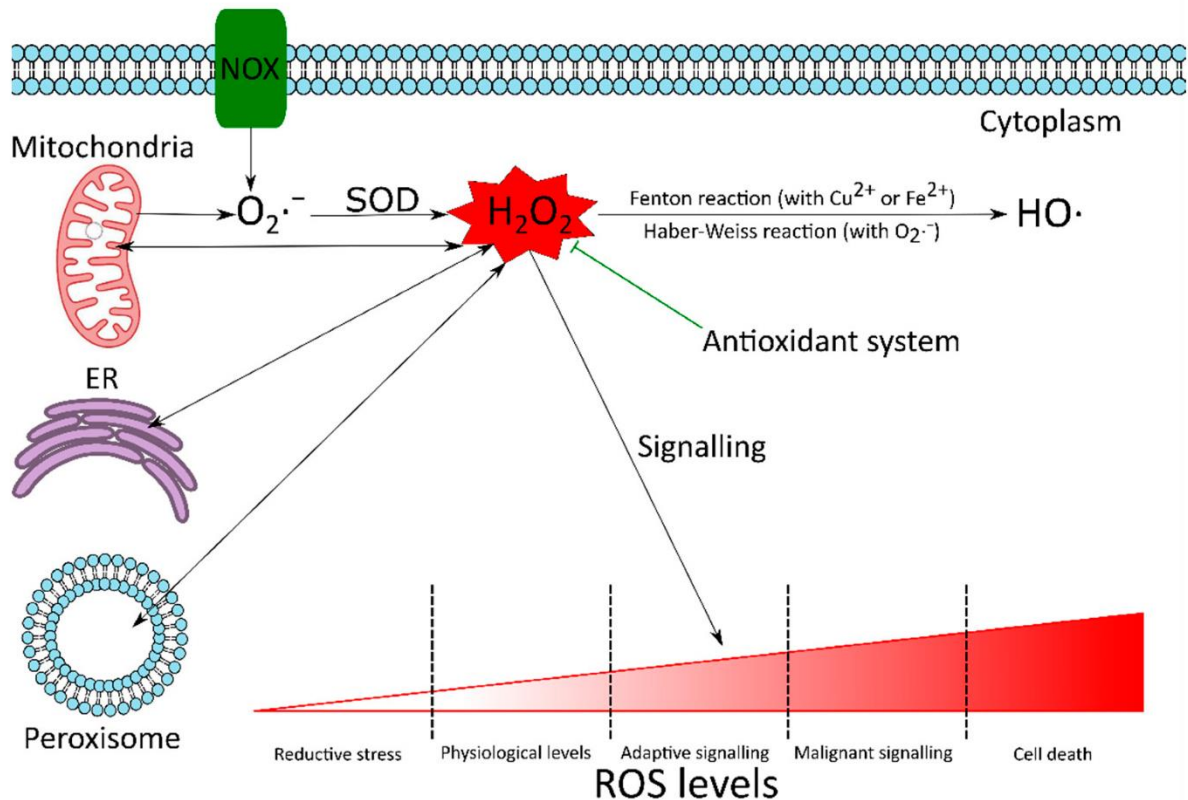 NOX
Cytoplasm
Mitochondria
O₂·⁻
SOD
H₂O₂
Fenton reaction (with Cu²⁺ or Fe²⁺)
Haber-Weiss reaction (with O₂·⁻)
HO·
Antioxidant system
ER
Signalling
Peroxisome
Reductive stress
Physiological levels
Adaptive signalling
Malignant signalling
Cell death
ROS levels